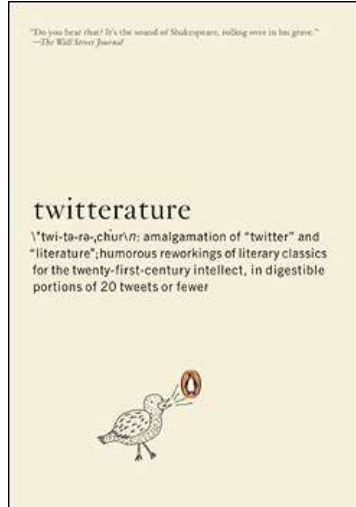 "Do you hear that? It's the sound of Shakespeare, rolling over in his grave."
—The Wall Street Journal
twitterature
\'twi-tə-rə-,chu̇r\n: amalgamation of "twitter" and
"literature"; humorous reworkings of literary classics
for the twenty-first-century intellect, in digestible
portions of 20 tweets or fewer